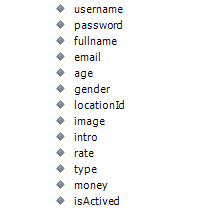 username
password
fullname
email
age
gender
locationId
image
intro
rate
type
money
isActived